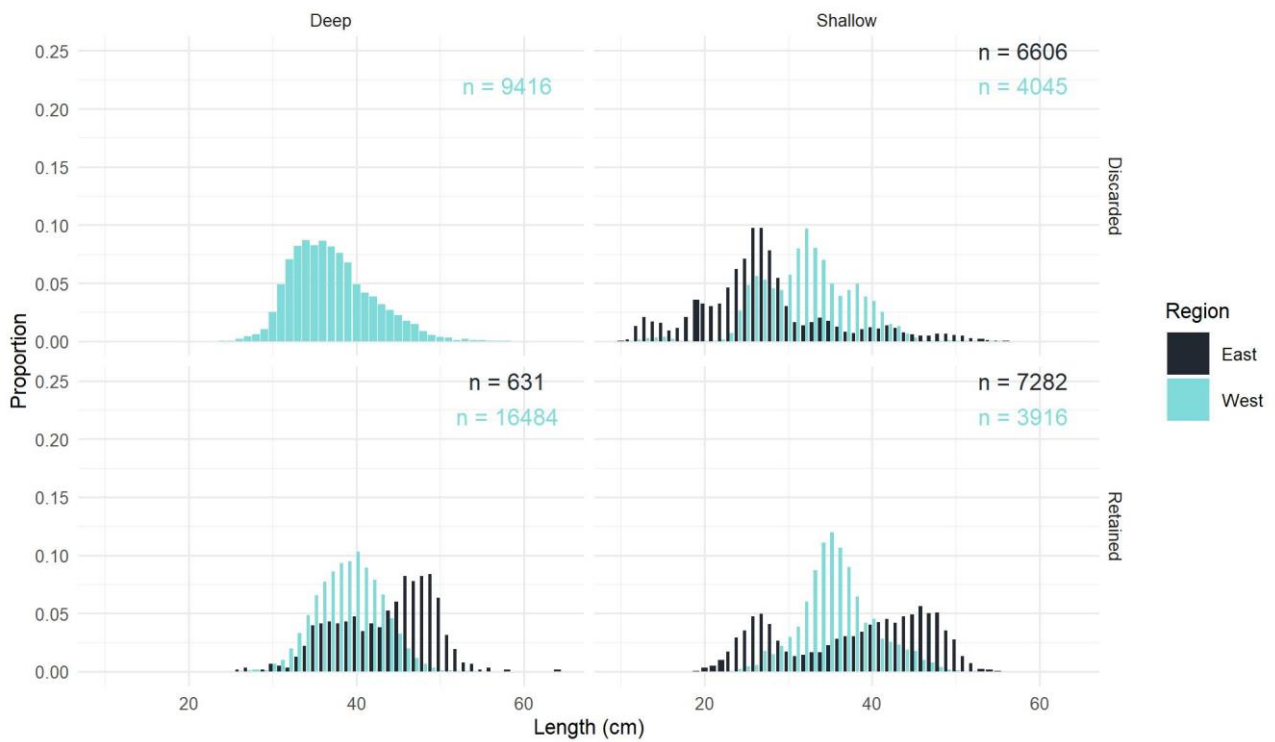 Deep
Shallow
0.25
0.20
0.15
0.10
0.05
0.00
n = 9416
n = 6606
n = 4045
Discarded
Proportion
0.25
0.20
0.15
0.10
0.05
0.00
n = 631
n = 16484
n = 7282
n = 3916
Retained
20
40
60
20
40
60
Length (cm)
Region
East
West